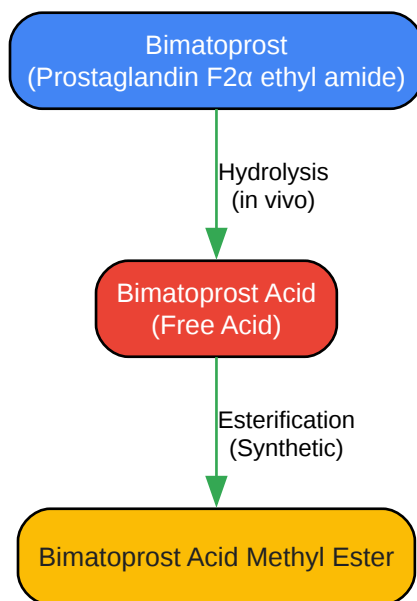 Bimatoprost
(Prostaglandin F2α ethyl amide)
Hydrolysis
(in vivo)
Bimatoprost Acid
(Free Acid)
Esterification
(Synthetic)
Bimatoprost Acid Methyl Ester